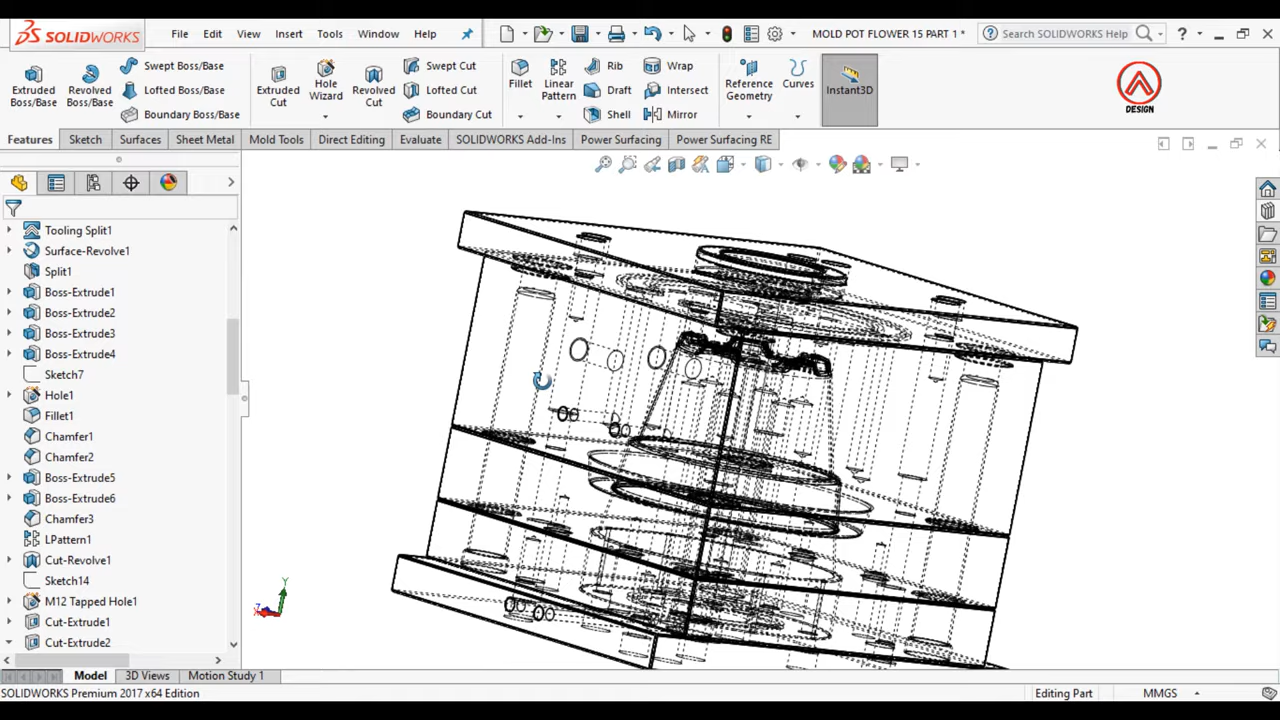 SOLIDWORKS
File Edit View Insert Tools Window Help
MOLD POT FLOWER 15 PART 1 *
Search SOLIDWORKS Help
Extruded Boss/Base
Revolved Boss/Base
Swept Boss/Base
Lofted Boss/Base
Boundary Boss/Base
Extruded Cut
Hole Wizard
Revolved Cut
Swept Cut
Lofted Cut
Boundary Cut
Fillet
Linear Pattern
Rib
Draft
Shell
Wrap
Intersect
Mirror
Reference Geometry
Curves
Instant3D
DESIGN
Features Sketch Surfaces Sheet Metal Mold Tools Direct Editing Evaluate SOLIDWORKS Add-Ins Power Surfacing Power Surfacing RE
Tooling Split1
Surface-Revolve1
Split1
Boss-Extrude1
Boss-Extrude2
Boss-Extrude3
Boss-Extrude4
Sketch7
Hole1
Fillet1
Chamfer1
Chamfer2
Boss-Extrude5
Boss-Extrude6
Chamfer3
LPattern1
Cut-Revolve1
Sketch14
M12 Tapped Hole1
Cut-Extrude1
Cut-Extrude2
Y
Z
Model 3D Views Motion Study 1
SOLIDWORKS Premium 2017 x64 Edition
Editing Part
MMGS